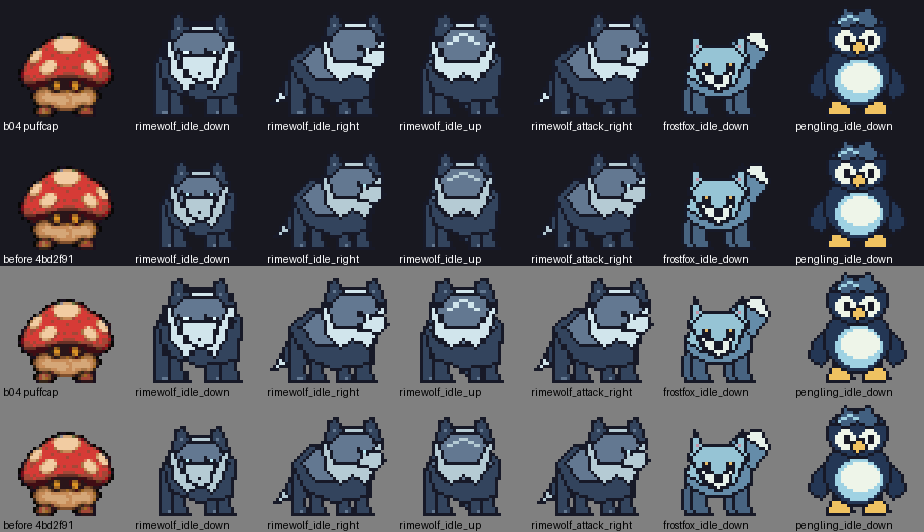 b04 puffcap rimewolf_idle_down rimewolf_idle_right rimewolf_idle_up rimewolf_attack_right frostfox_idle_down pengling_idle_down
before 4bd2f91 rimewolf_idle_down rimewolf_idle_right rimewolf_idle_up rimewolf_attack_right frostfox_idle_down pengling_idle_down
b04 puffcap rimewolf_idle_down rimewolf_idle_right rimewolf_idle_up rimewolf_attack_right frostfox_idle_down pengling_idle_down
before 4bd2f91 rimewolf_idle_down rimewolf_idle_right rimewolf_idle_up rimewolf_attack_right frostfox_idle_down pengling_idle_down